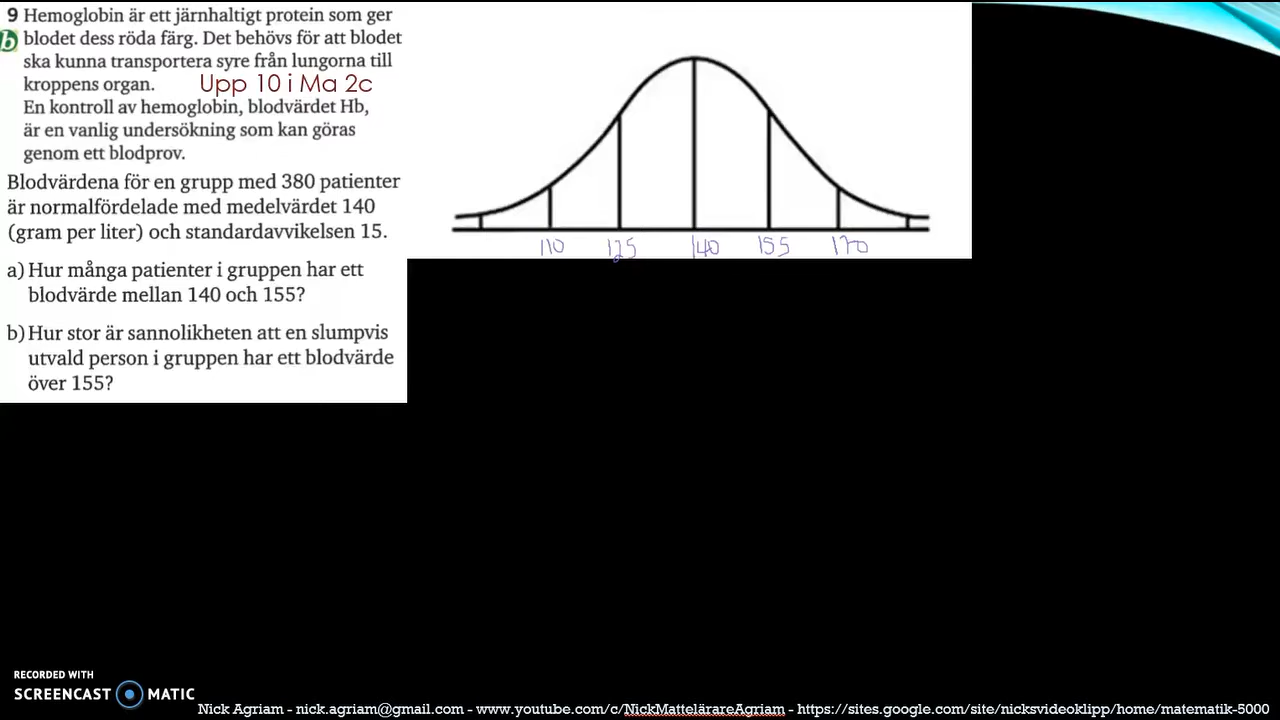 9 Hemoglobin är ett järnhaltigt protein som ger
b blodet dess röda färg. Det behövs för att blodet
ska kunna transportera syre från lungorna till
kroppens organ.
Upp 10 i Ma 2c
En kontroll av hemoglobin, blodvärdet Hb,
är en vanlig undersökning som kan göras
genom ett blodprov.
Blodvärdena för en grupp med 380 patienter
är normalfördelade med medelvärdet 140
(gram per liter) och standardavvikelsen 15.
a) Hur många patienter i gruppen har ett
blodvärde mellan 140 och 155?
b) Hur stor är sannolikheten att en slumpvis
utvald person i gruppen har ett blodvärde
över 155?
110 125 140 155 170
RECORDED WITH
SCREENCAST MATIC
Nick Agriam - nick.agriam@gmail.com - www.youtube.com/c/NickMattelärareAgriam - https://sites.google.com/site/nicksvideoklipp/home/matematik-5000